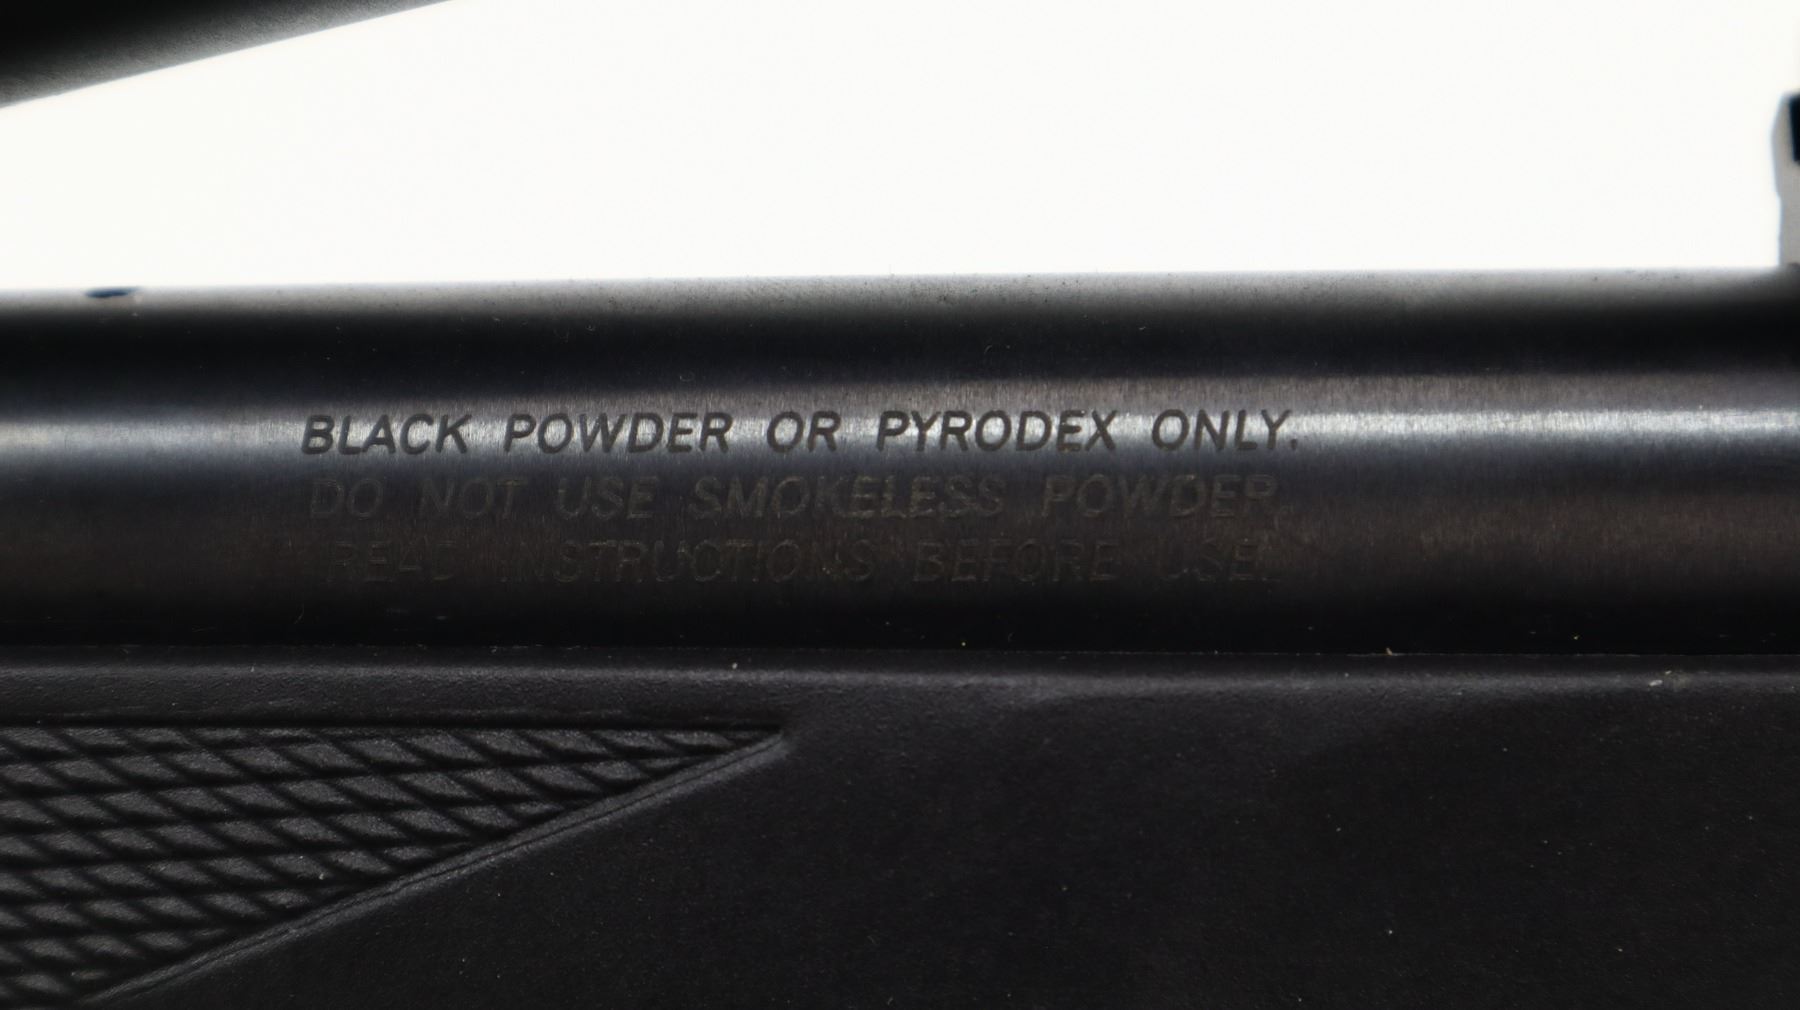 BLACK POWDER OR PYRODEX ONLY.
DO NOT USE SMOKELESS POWDER.
READ INSTRUCTIONS BEFORE USE.